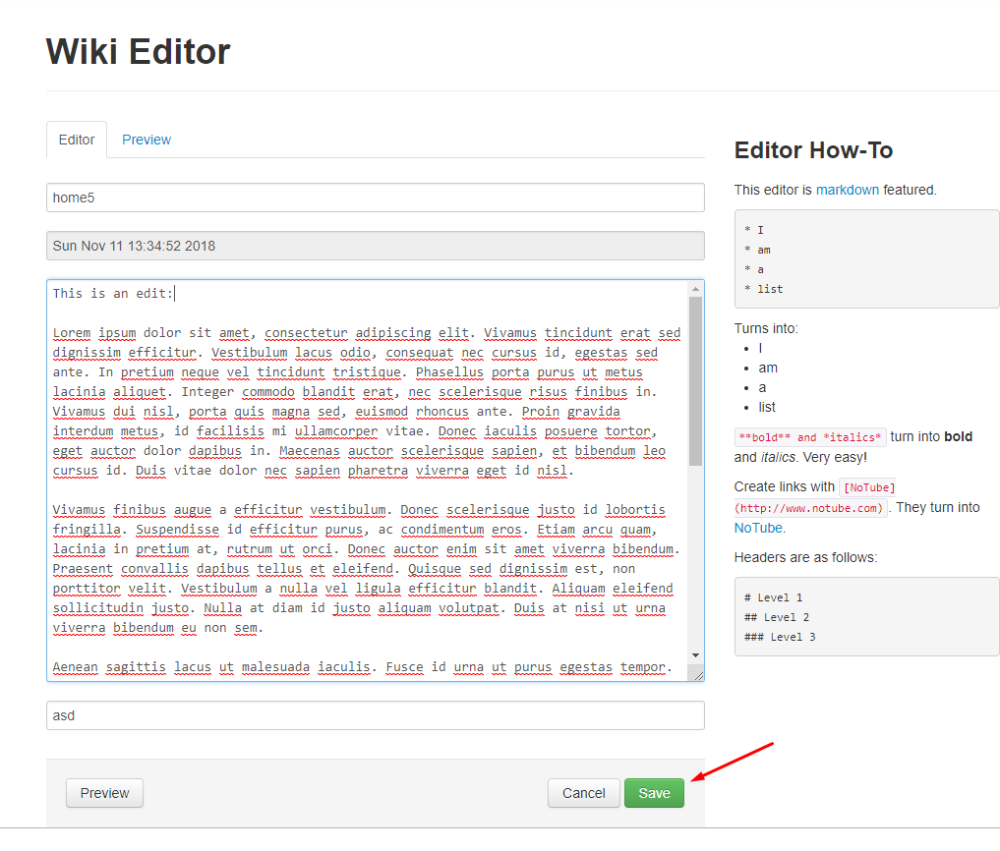 Wiki Editor
Editor
Preview
home5
Sun Nov 11 13:34:52 2018
This is an edit:
Lorem ipsum dolor sit amet, consectetur adipiscing elit. Vivamus tincidunt erat sed
dignissim efficitur. Vestibulum lacus odio, consequat nec cursus id, egestas sed
ante. In pretium neque vel tincidunt tristique. Phasellus porta purus ut metus
lacinia aliquet. Integer commodo blandit erat, nec scelerisque risus finibus in.
Vivamus dui nisl, porta quis magna sed, euismod rhoncus ante. Proin gravida
interdum metus, id facilisis mi ullamcorper vitae. Donec iaculis posuere tortor,
eget auctor dolor dapibus in. Maecenas auctor scelerisque sapien, et bibendum leo
cursus id. Duis vitae dolor nec sapien pharetra viverra eget id nisl.
Vivamus finibus augue a efficitur vestibulum. Donec scelerisque justo id lobortis
fringilla. Suspendisse id efficitur purus, ac condimentum eros. Etiam arcu quam,
lacinia in pretium at, rutrum ut orci. Donec auctor enim sit amet viverra bibendum.
Praesent convallis dapibus tellus et eleifend. Quisque sed dignissim est, non
porttitor velit. Vestibulum a nulla vel ligula efficitur blandit. Aliquam eleifend
sollicitudin justo. Nulla at diam id justo aliquam volutpat. Duis at nisi ut urna
viverra bibendum eu non sem.
Aenean sagittis lacus ut malesuada iaculis. Fusce id urna ut purus egestas tempor.
asd
Preview
Cancel
Save
Editor How-To
This editor is markdown featured.
* I
* am
* a
* list
Turns into:
• I
• am
• a
• list
**bold** and *italics* turn into bold
and italics. Very easy!
Create links with [NoTube]
(http://www.notube.com) . They turn into
NoTube.
Headers are as follows:
# Level 1
## Level 2
### Level 3